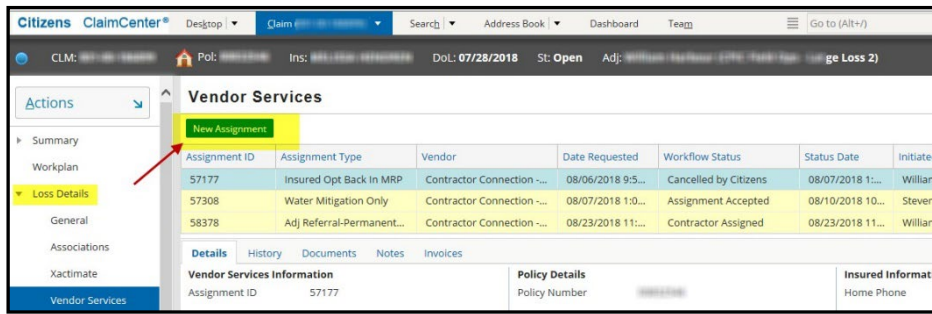 Citizens ClaimCenter® Desktop Claim ( Search Address Book Dashboard Team Go to (Alt+/)
CLM: Pol: Ins: DoL: 07/28/2018 St: Open Adj: ge Loss 2)
Actions
Summary
Workplan
Loss Details
General
Associations
Xactimate
Vendor Services
Vendor Services
New Assignment
Assignment ID Assignment Type Vendor Date Requested Workflow Status Status Date Initiate
57177 Insured Opt Back In MRP Contractor Connection -... 08/06/2018 9:5... Cancelled by Citizens 08/07/2018 1:... Williar
57308 Water Mitigation Only Contractor Connection -... 08/07/2018 1:0... Assignment Accepted 08/10/2018 10... Steven
58378 Adj Referral-Permanent... Contractor Connection -... 08/23/2018 11:... Contractor Assigned 08/23/2018 11... Williar
Details History Documents Notes Invoices
Vendor Services Information Policy Details Insured Informat
Assignment ID 57177 Policy Number Home Phone